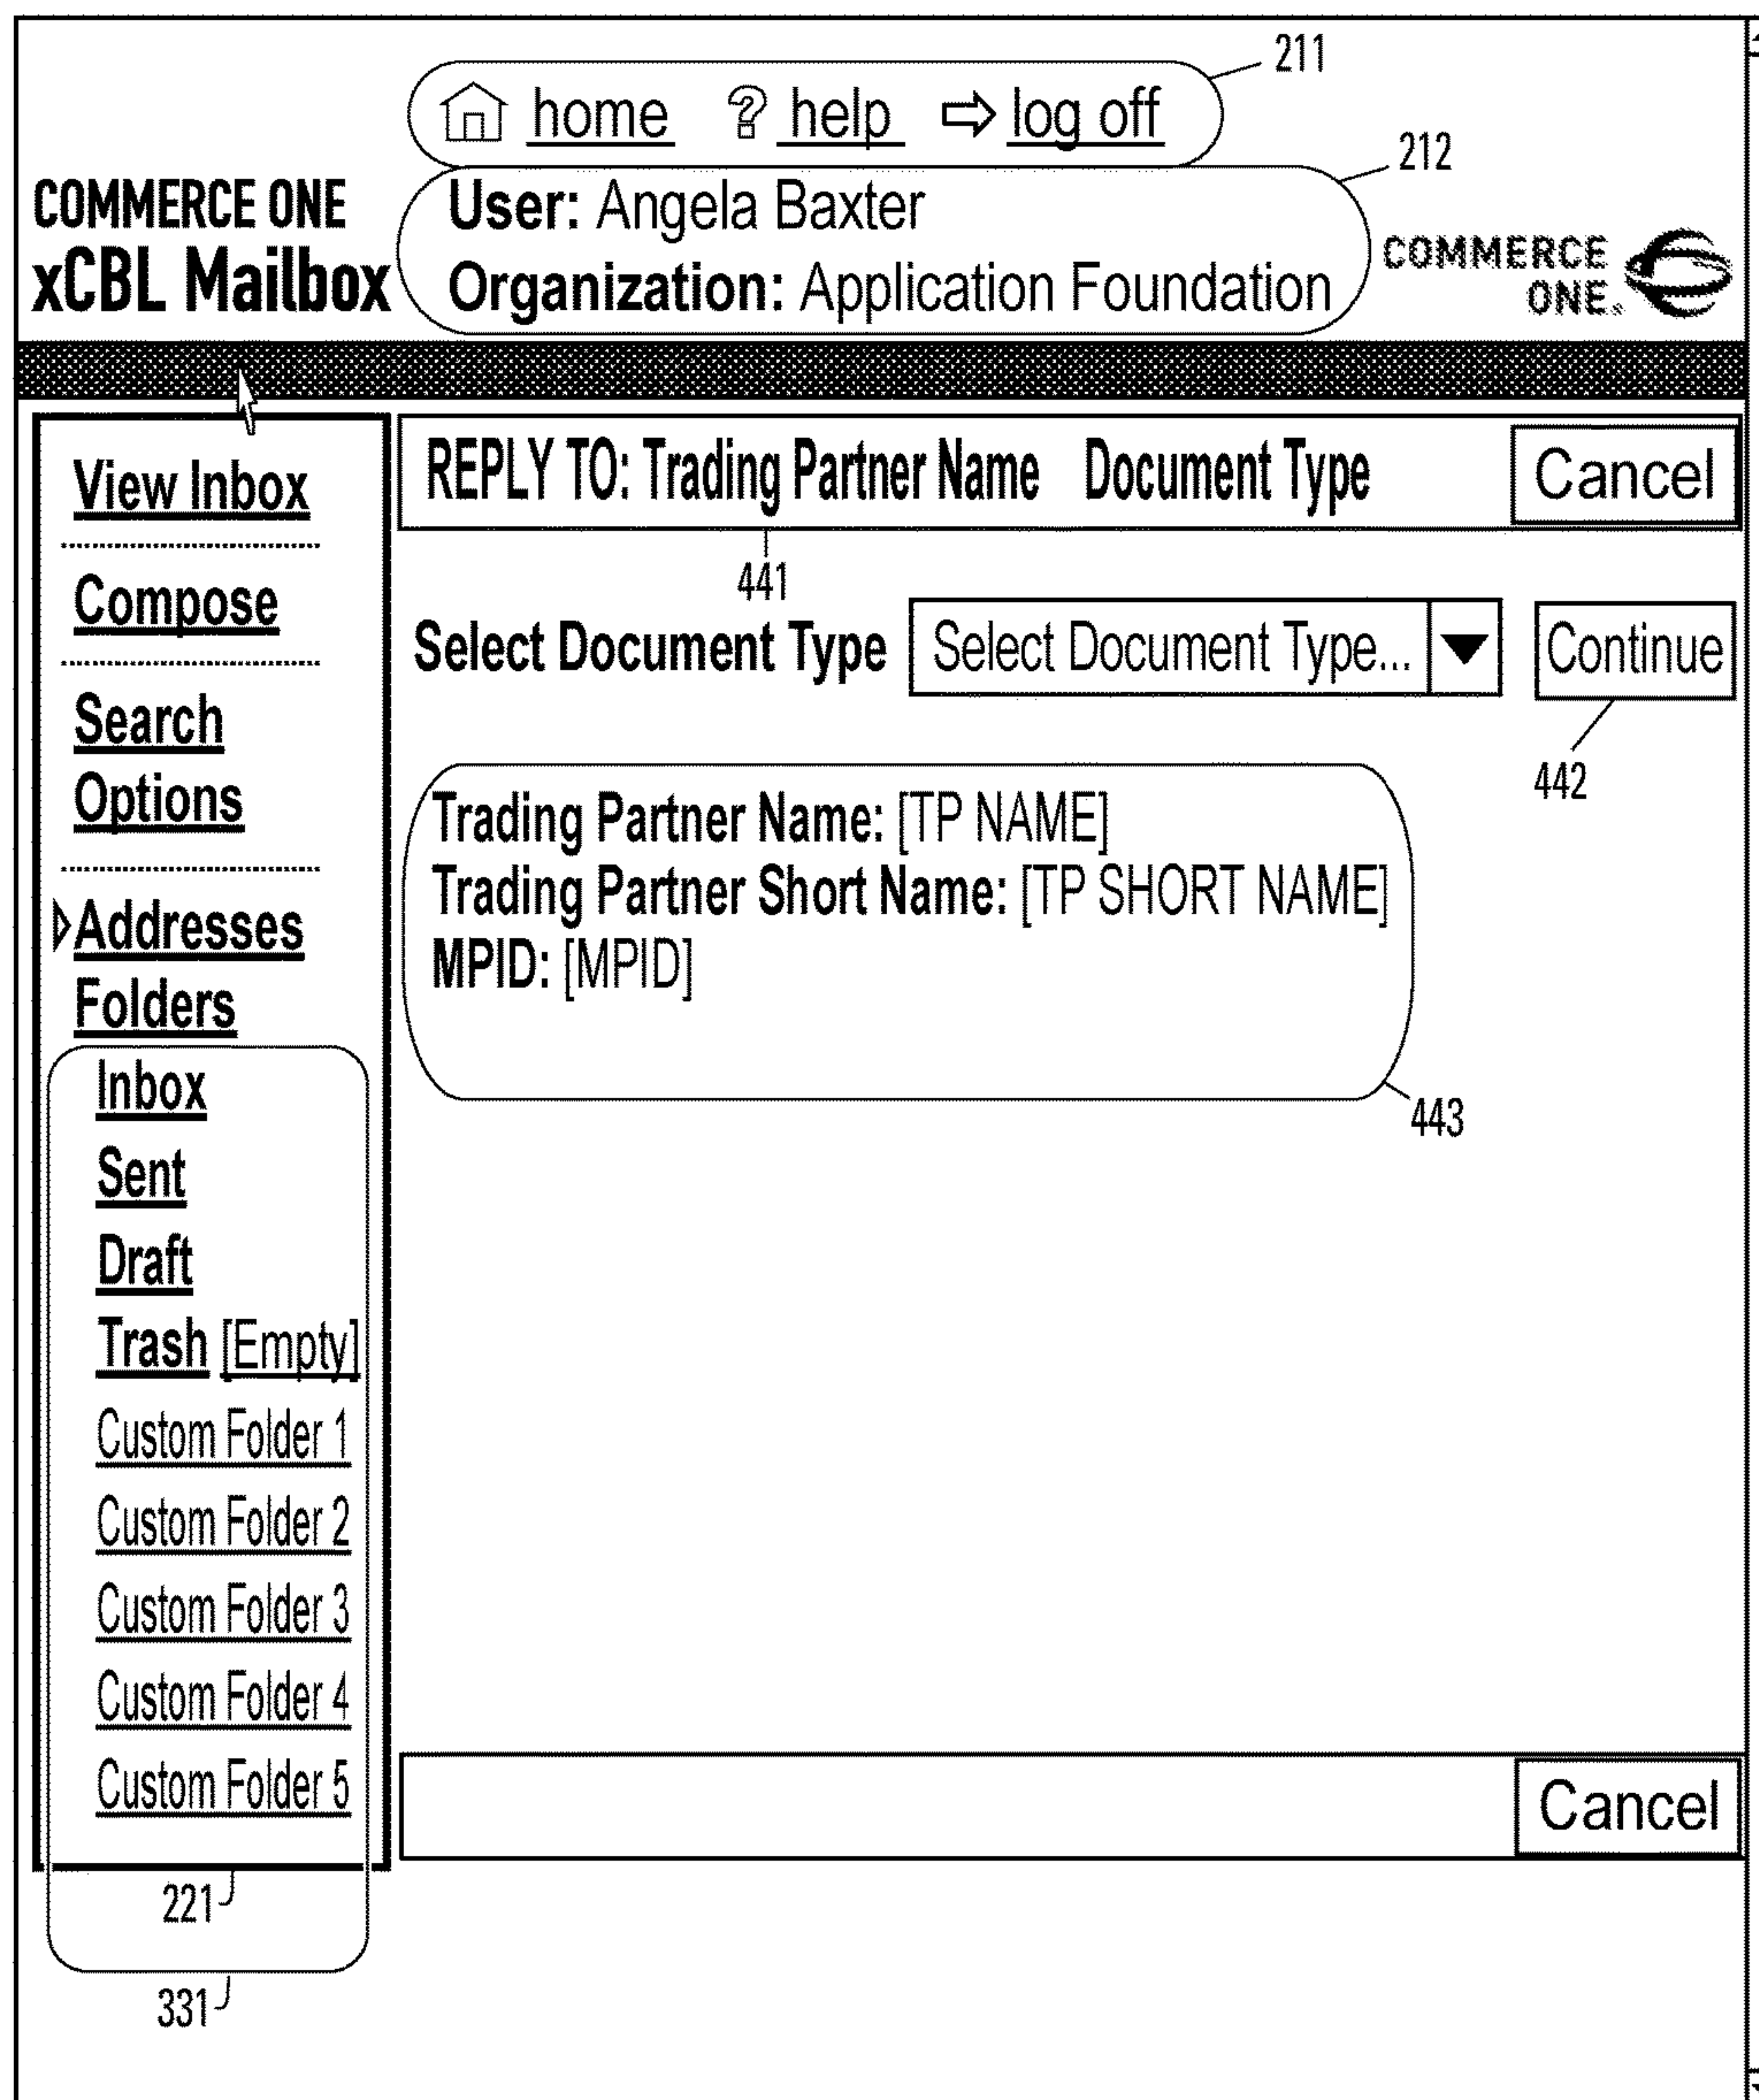 211
home ? help log off
212
COMMERCE ONE
xCBL Mailbox
User: Angela Baxter
Organization: Application Foundation
COMMERCE
ONE®
View Inbox
Compose
Search
Options
Addresses
Folders
Inbox
Sent
Draft
Trash [Empty]
Custom Folder 1
Custom Folder 2
Custom Folder 3
Custom Folder 4
Custom Folder 5
221
331
REPLY TO: Trading Partner Name Document Type Cancel
441
Select Document Type Select Document Type... Continue
442
Trading Partner Name: [TP NAME]
Trading Partner Short Name: [TP SHORT NAME]
MPID: [MPID]
443
Cancel